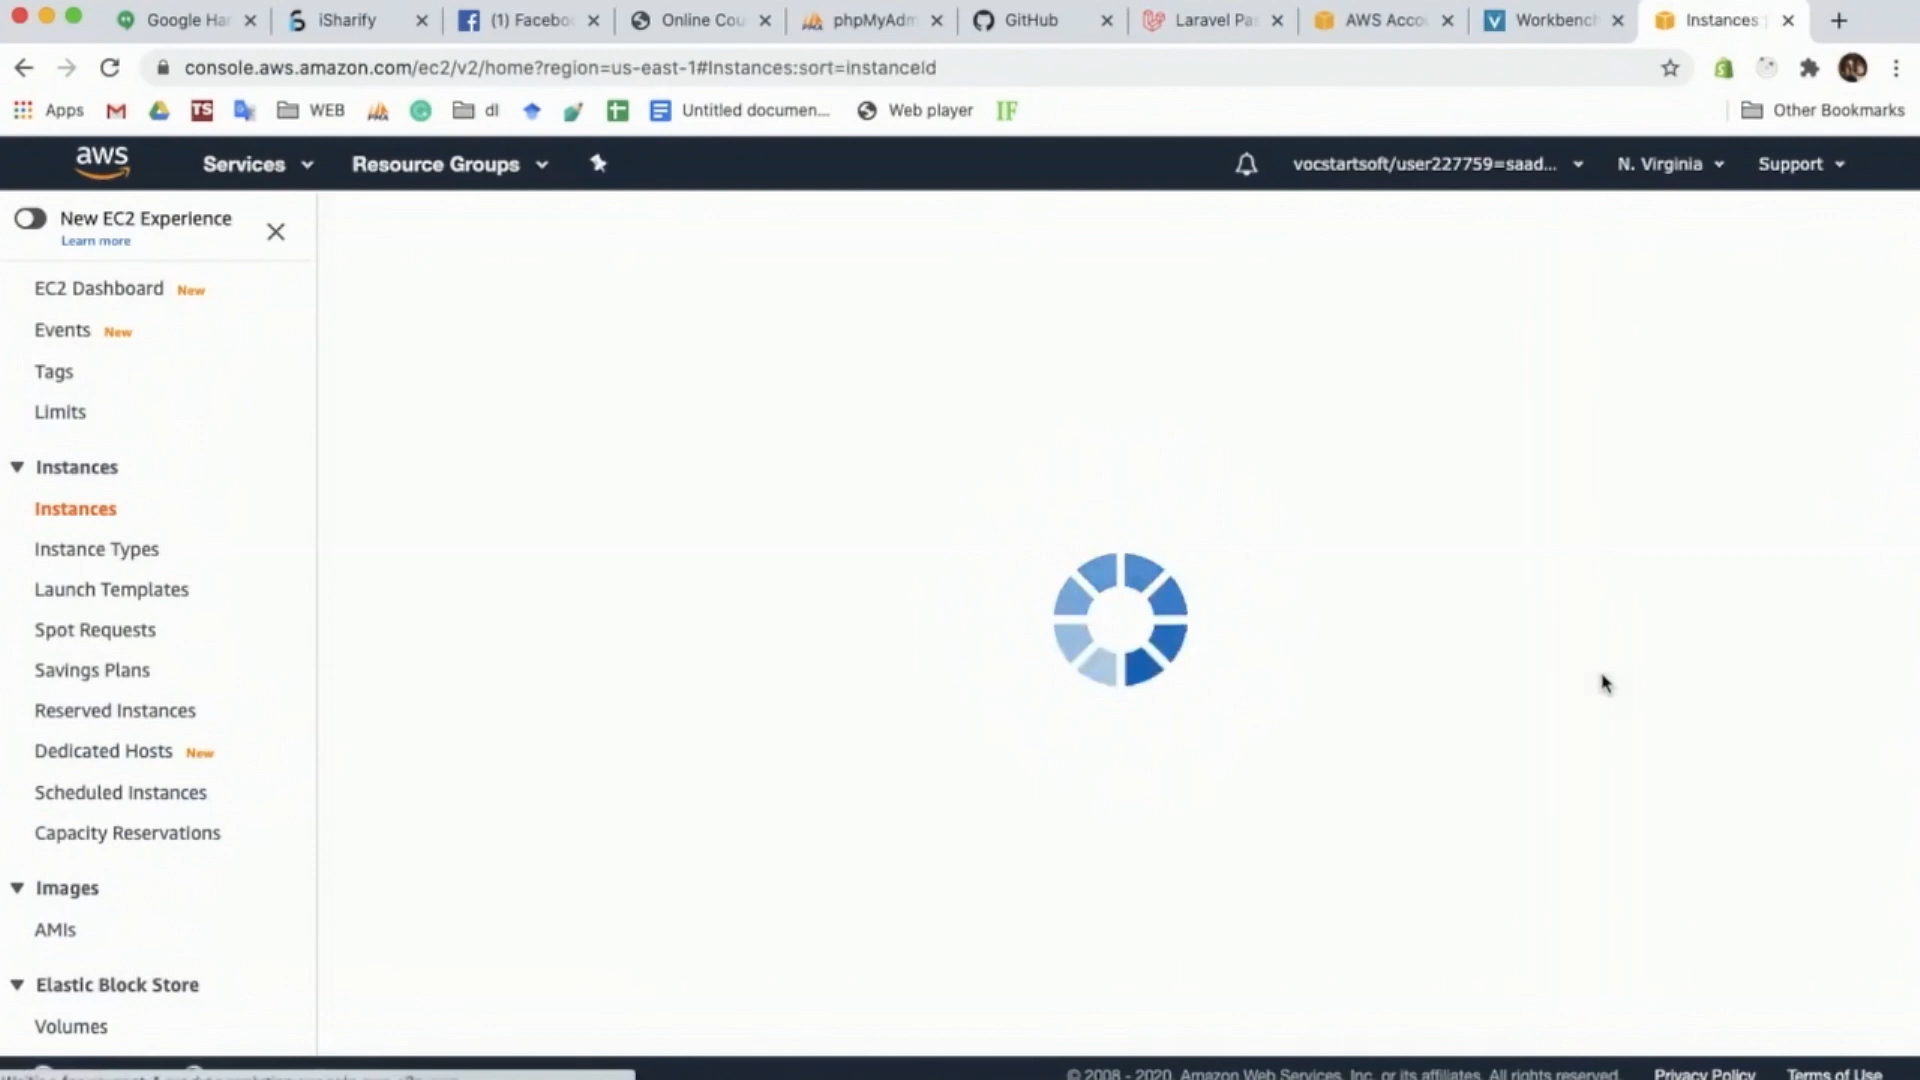 Google Ha
iSharify
(1) Facebo
Online Cou
phpMyAdm
GitHub
Laravel Pa
AWS Acco
Workbench
Instances
console.aws.amazon.com/ec2/v2/home?region=us-east-1#Instances:sort=instanceId
Apps
TS
WEB
dl
Untitled documen...
Web player
IF
Other Bookmarks
aws
Services
Resource Groups
vocstartsoft/user227759=saad...
N. Virginia
Support
New EC2 Experience
Learn more
EC2 Dashboard New
Events New
Tags
Limits
Instances
Instances
Instance Types
Launch Templates
Spot Requests
Savings Plans
Reserved Instances
Dedicated Hosts New
Scheduled Instances
Capacity Reservations
Images
AMIs
Elastic Block Store
Volumes
© 2008 - 2020, Amazon Web Services, Inc. or its affiliates. All rights reserved.
Privacy Policy
Terms of Use